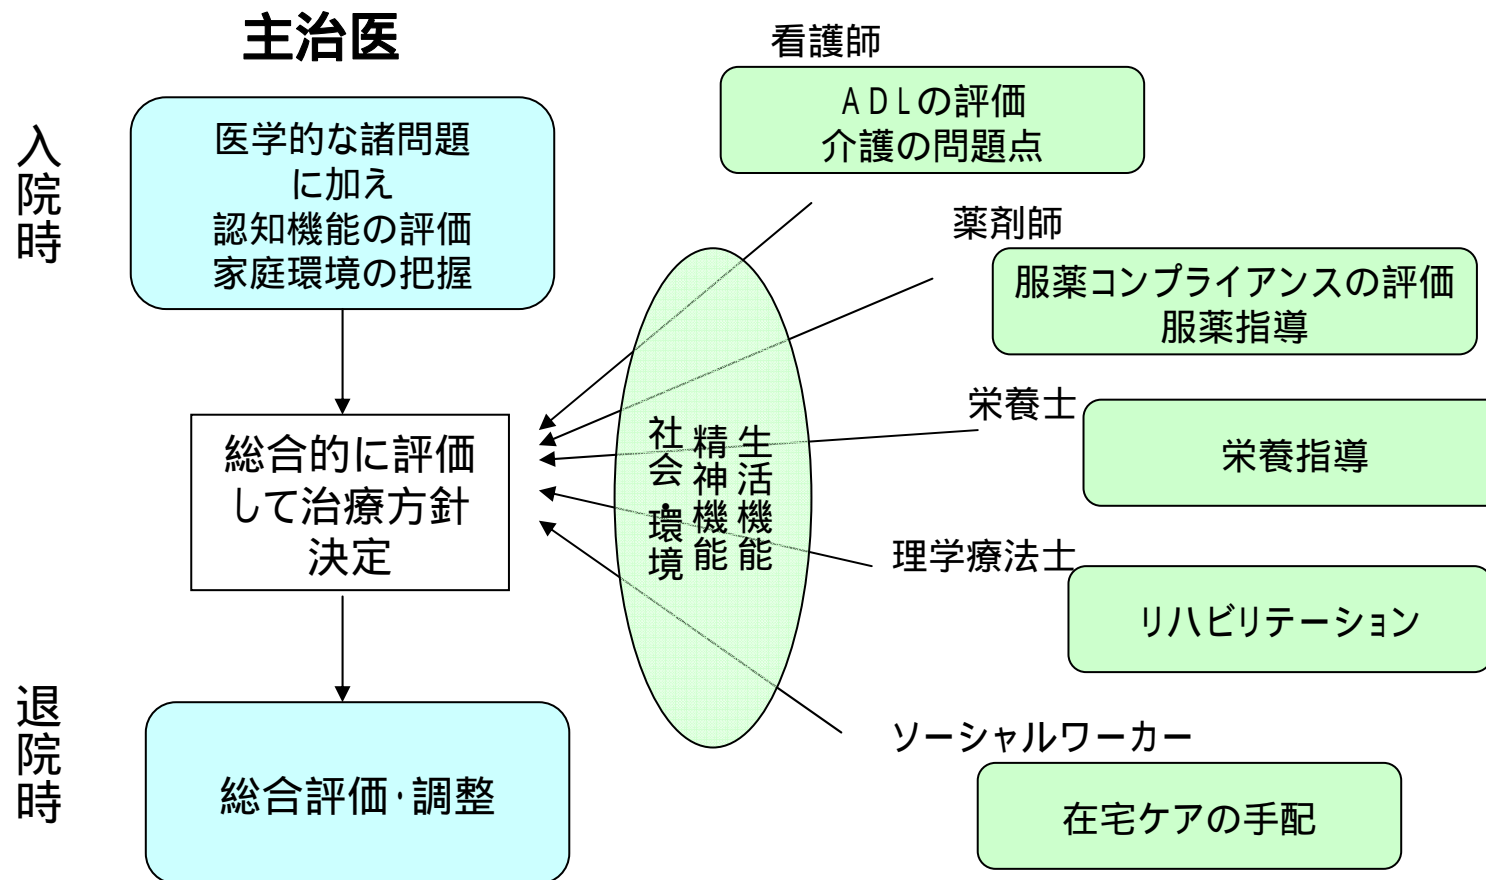 主治医
入院時
医学的な諸問題
に加え
認知機能の評価
家庭環境の把握
総合的に評価
して治療方針
決定
退院時
総合評価・調整
生活機能
精神機能
社会・環境
看護師
ＡＤＬの評価
介護の問題点
薬剤師
服薬コンプライアンスの評価
服薬指導
栄養士
栄養指導
理学療法士
リハビリテーション
ソーシャルワーカー
在宅ケアの手配